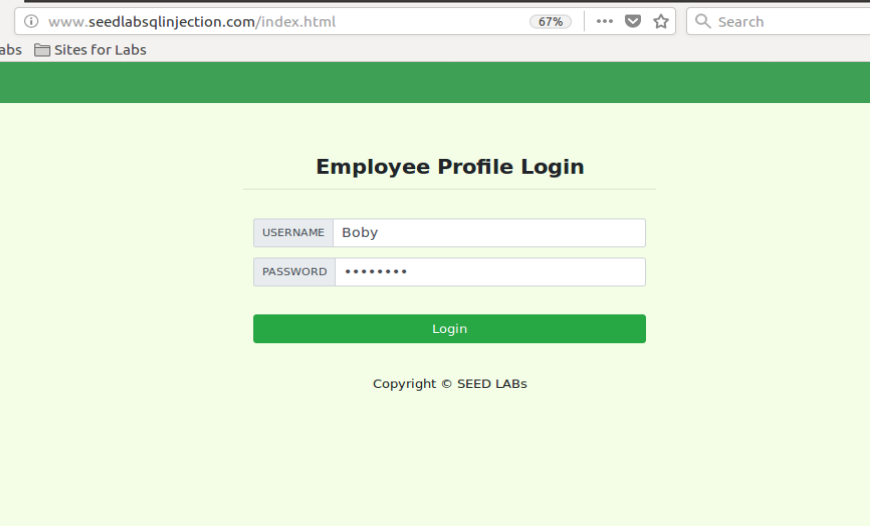 www.seedlabsqlinjection.com/index.html 67% ••• Search
abs Sites for Labs
Employee Profile Login
USERNAME Boby
PASSWORD ••••••••
Login
Copyright © SEED LABs